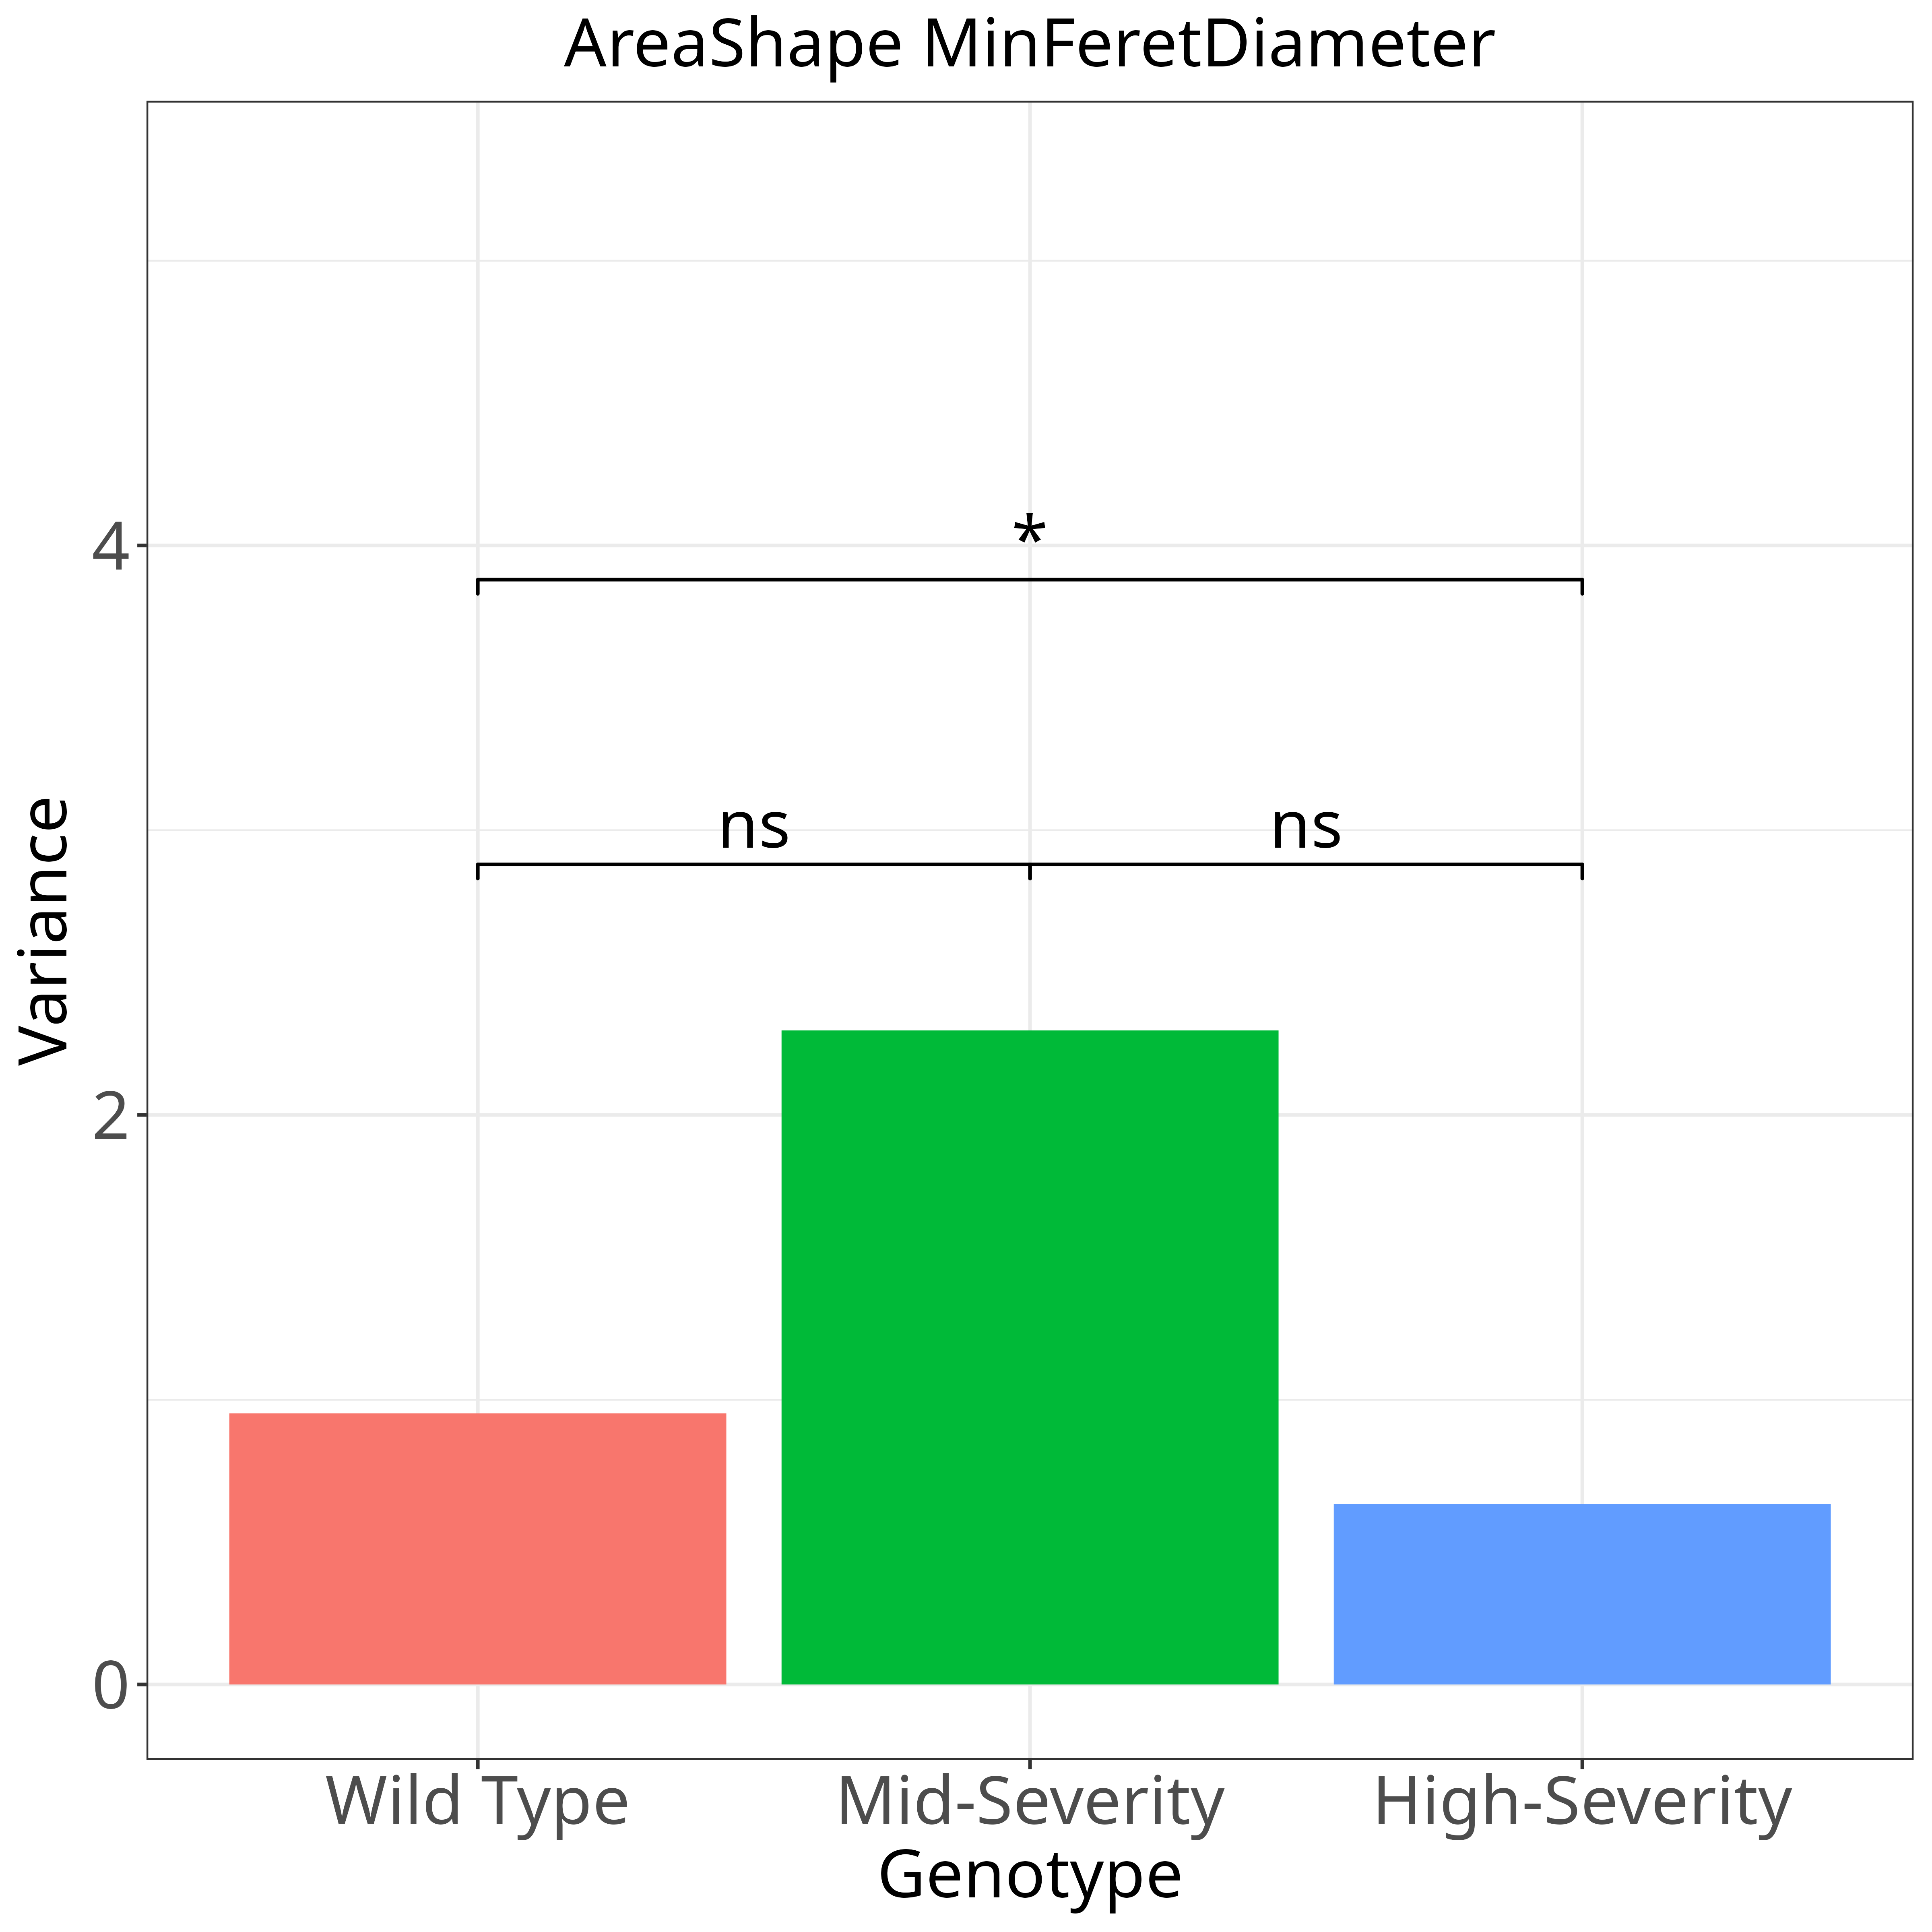 AreaShape MinFeretDiameter
*
4
ns ns
Variance
2
0
Wild Type Mid-Severity High-Severity
Genotype